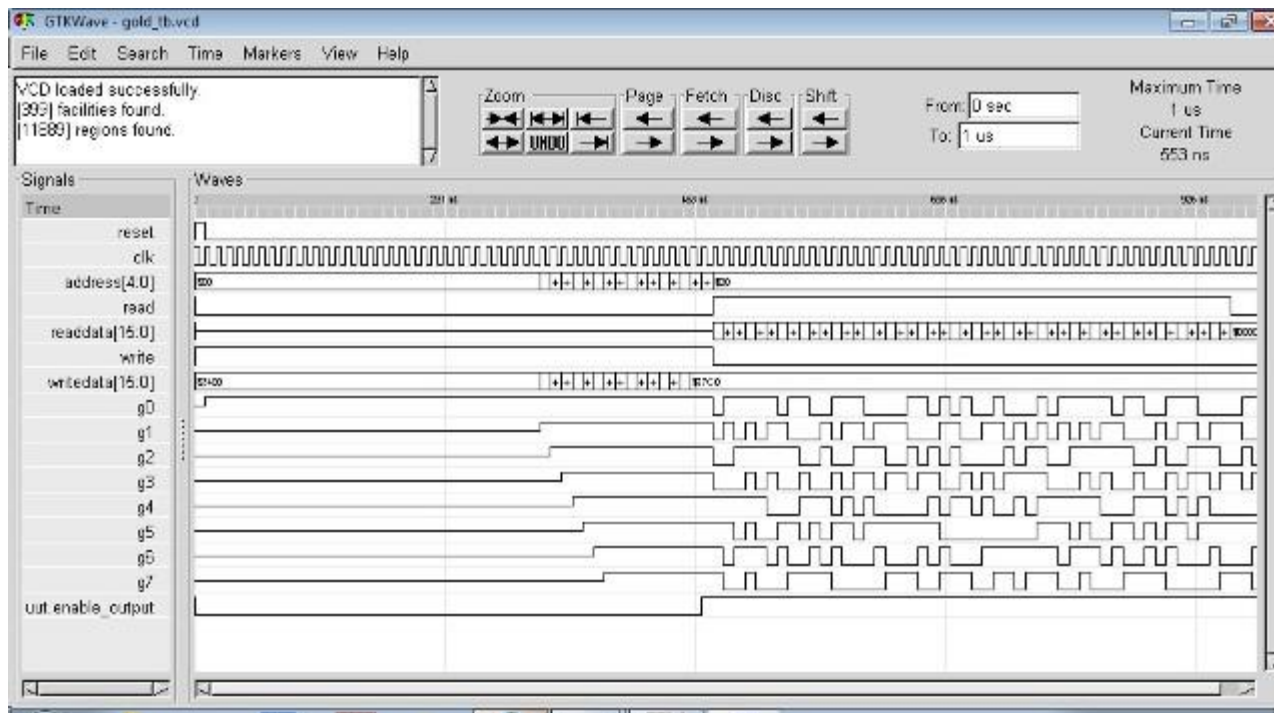 GTKWave - gold_tb.vcd
File Edit Search Time Markers View Help
VCD loaded successfully.
[399] facilities found.
regions found.
Zoom Page Fetch Disc Shift
UNDO
From: 0 sec
To: 1 us
Maximum Time
1 us
Current Time
553 ns
Signals
Waves
Time
reset
clk
address[4:0]
read
readdata[15:0]
write
writedata[15:0]
g0
g1
g2
g3
g4
g5
g6
g7
uut.enable_output